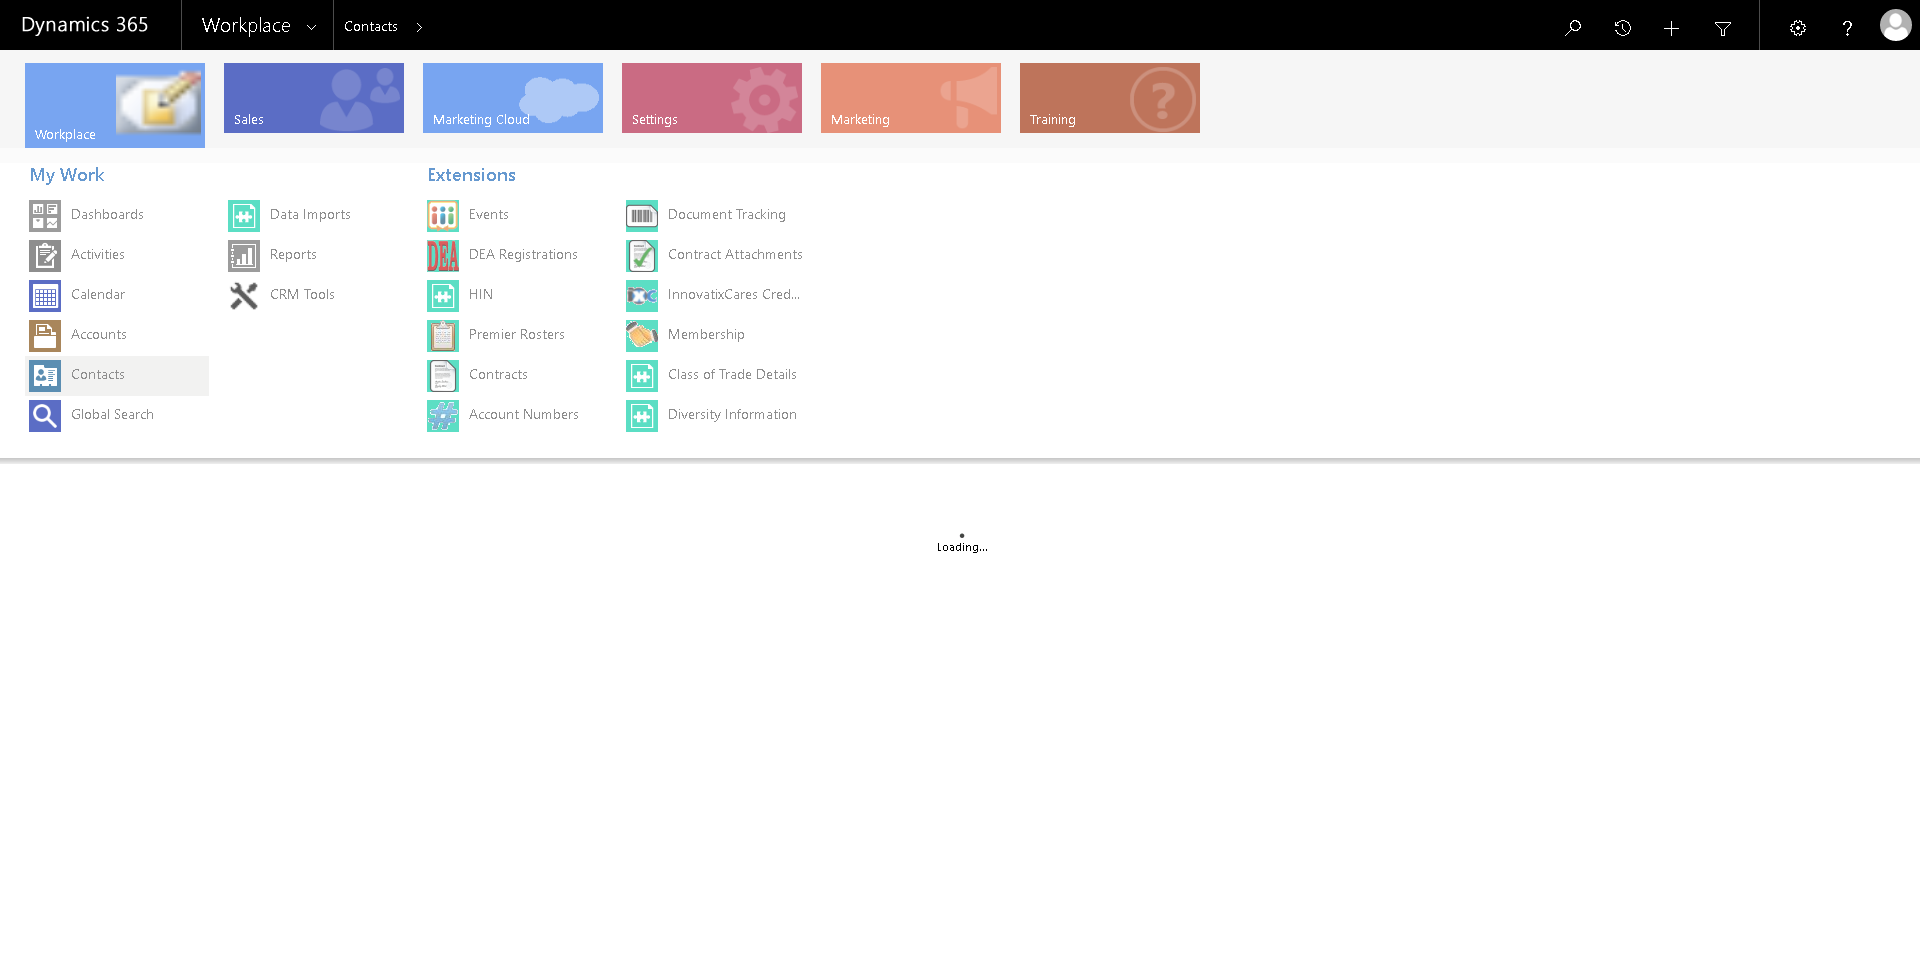 Dynamics 365
Workplace
Contacts
Workplace
Sales
Marketing Cloud
Settings
Marketing
Training
My Work
Extensions
Dashboards
Data Imports
Events
Document Tracking
Activities
Reports
DEA
DEA Registrations
Contract Attachments
Calendar
CRM Tools
HIN
InnovatixCares Cred...
Accounts
Premier Rosters
Membership
Contacts
Contracts
Class of Trade Details
Global Search
Account Numbers
Diversity Information
Loading...